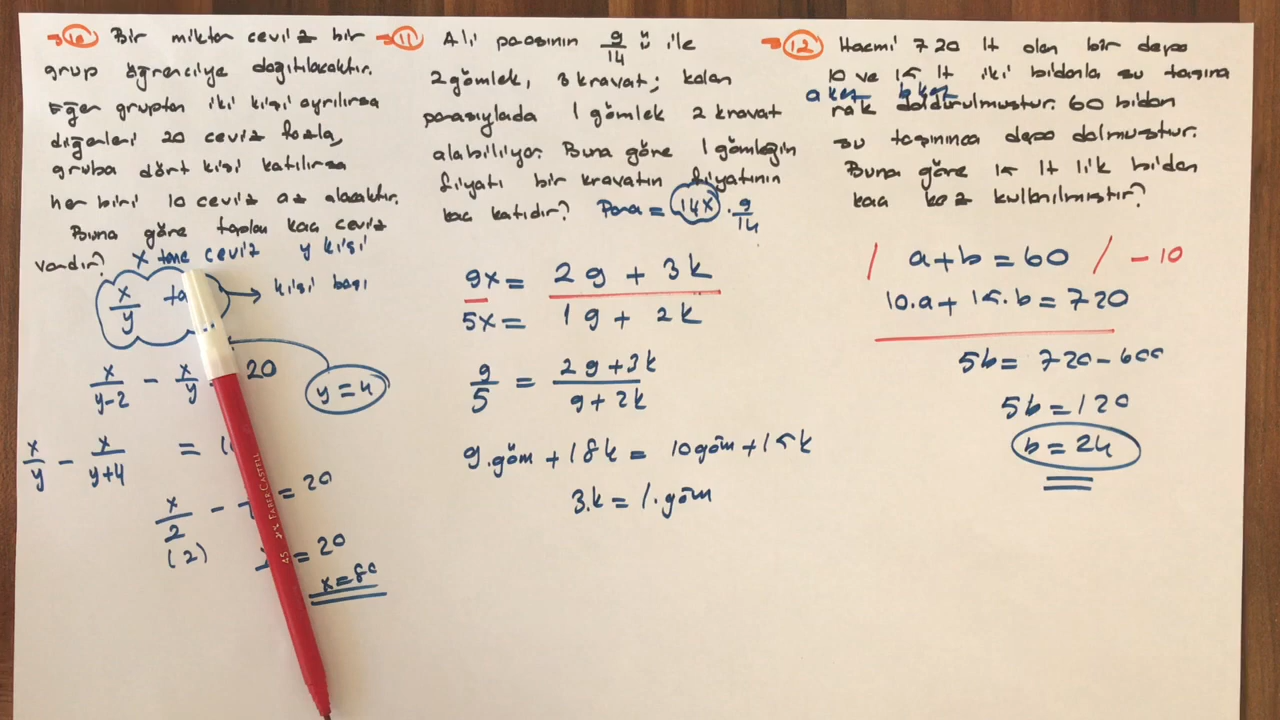 → 10 Bir miktar ceviz bir
grup öğrenciye dağıtılacaktır.
Eğer gruptan iki kişi ayrılırsa
diğerleri 20 ceviz fazla,
gruba dört kişi katılırsa
her biri 10 ceviz az alacaktır.
Buna göre toplam kaç ceviz
vardır? x tane ceviz y kişi
x/y ta → kişi başı
x/y-2 - x/y 20
y=4
x/y - x/y+4 = 1
x/2 - = 20
(2)
= 20
x=80
45 FABER CASTELL
→ 11 Ali parasının 9/14 ü ile
2 gömlek, 3 kravat; kalan
parasıylada 1 gömlek 2 kravat
alabiliyor. Buna göre 1 gömleğin
fiyatı bir kravatın fiyatının
kaç katıdır? Para = 14x . 9/14
9x = 2g + 3k
5x = 1g + 2k
9/5 = 2g+3k/g+2k
9.göm + 18k = 10göm + 15k
3.k = 1.göm
→ 12 Hacmi 720 lt olan bir depo
10 ve 15 lt iki bidonla su taşına
a kez b kez
rak doldurulmuştur. 60 bidon
su taşınınca depo dolmuştur.
Buna göre 15 lt lik bidon
kaç kez kullanılmıştır?
/ a+b = 60 / -10
10.a + 15.b = 720
5b = 720-600
5b = 120
b = 24